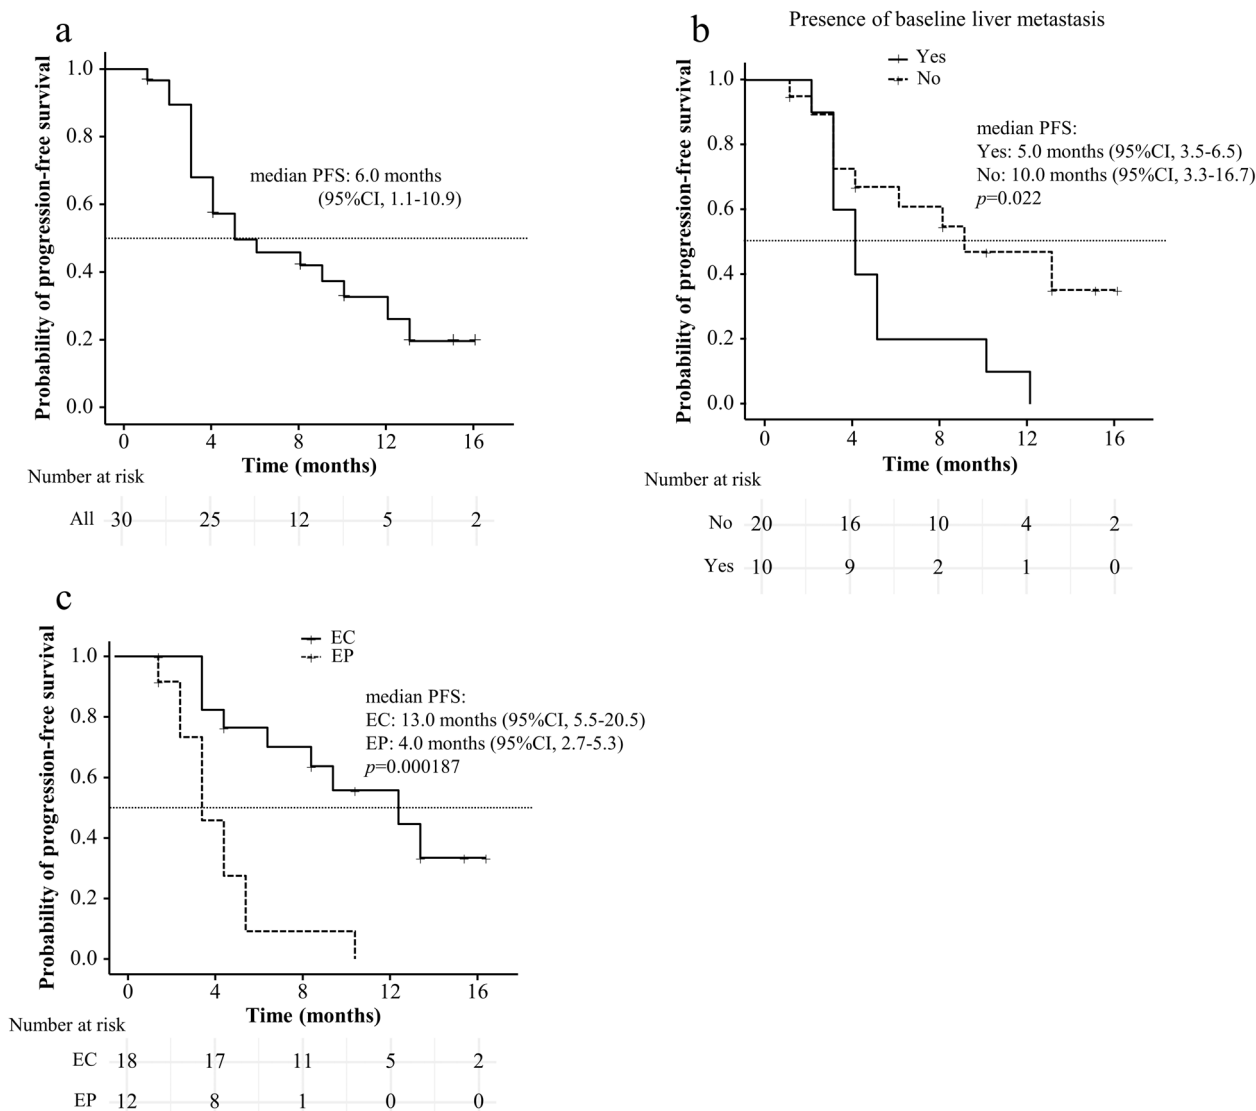 a
Probability of progression-free survival
1.0
0.8
0.6
0.4
0.2
0.0
median PFS: 6.0 months
(95%CI, 1.1-10.9)
0 4 8 12 16
Time (months)
Number at risk
All 30 25 12 5 2
b
Presence of baseline liver metastasis
Yes
No
Probability of progression-free survival
1.0
0.8
0.6
0.4
0.2
0.0
median PFS:
Yes: 5.0 months (95%CI, 3.5-6.5)
No: 10.0 months (95%CI, 3.3-16.7)
p=0.022
0 4 8 12 16
Time (months)
Number at risk
No 20 16 10 4 2
Yes 10 9 2 1 0
c
EC
EP
Probability of progression-free survival
1.0
0.8
0.6
0.4
0.2
0.0
median PFS:
EC: 13.0 months (95%CI, 5.5-20.5)
EP: 4.0 months (95%CI, 2.7-5.3)
p=0.000187
0 4 8 12 16
Time (months)
Number at risk
EC 18 17 11 5 2
EP 12 8 1 0 0